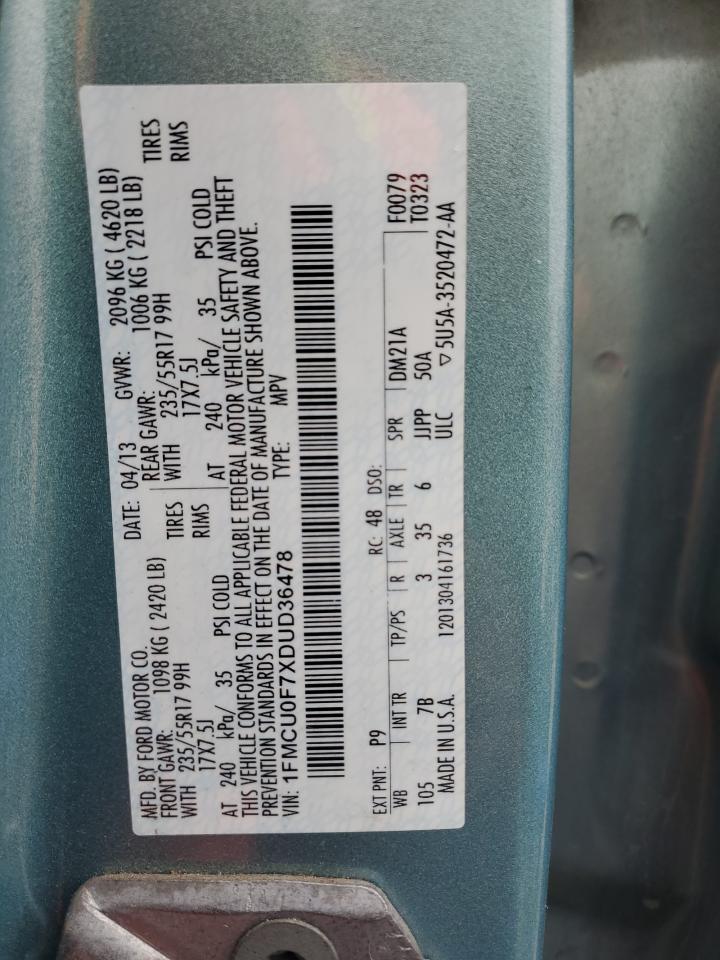 MFD. BY FORD MOTOR CO. DATE: 04/13 GVWR: 2096 KG ( 4620 LB)
FRONT GAWR: 1098 KG ( 2420 LB) REAR GAWR: 1006 KG ( 2218 LB)
WITH 235/55R17 99H TIRES WITH 235/55R17 99H TIRES
17X7.5J RIMS 17X7.5J RIMS
AT 240 kPa/ 35 PSI COLD AT 240 kPa/ 35 PSI COLD
THIS VEHICLE CONFORMS TO ALL APPLICABLE FEDERAL MOTOR VEHICLE SAFETY AND THEFT
PREVENTION STANDARDS IN EFFECT ON THE DATE OF MANUFACTURE SHOWN ABOVE.
VIN: 1FMCU0F7XDUD36478 TYPE: MPV
EXT PNT: P9 RC: 48 DSO: F0079
WB INT TR TP/PS R AXLE TR SPR DM21A T0323
105 7B 3 35 6 JJPP 50A
MADE IN U.S.A. 1201304161736 ULC ▽5U5A-3520472-AA